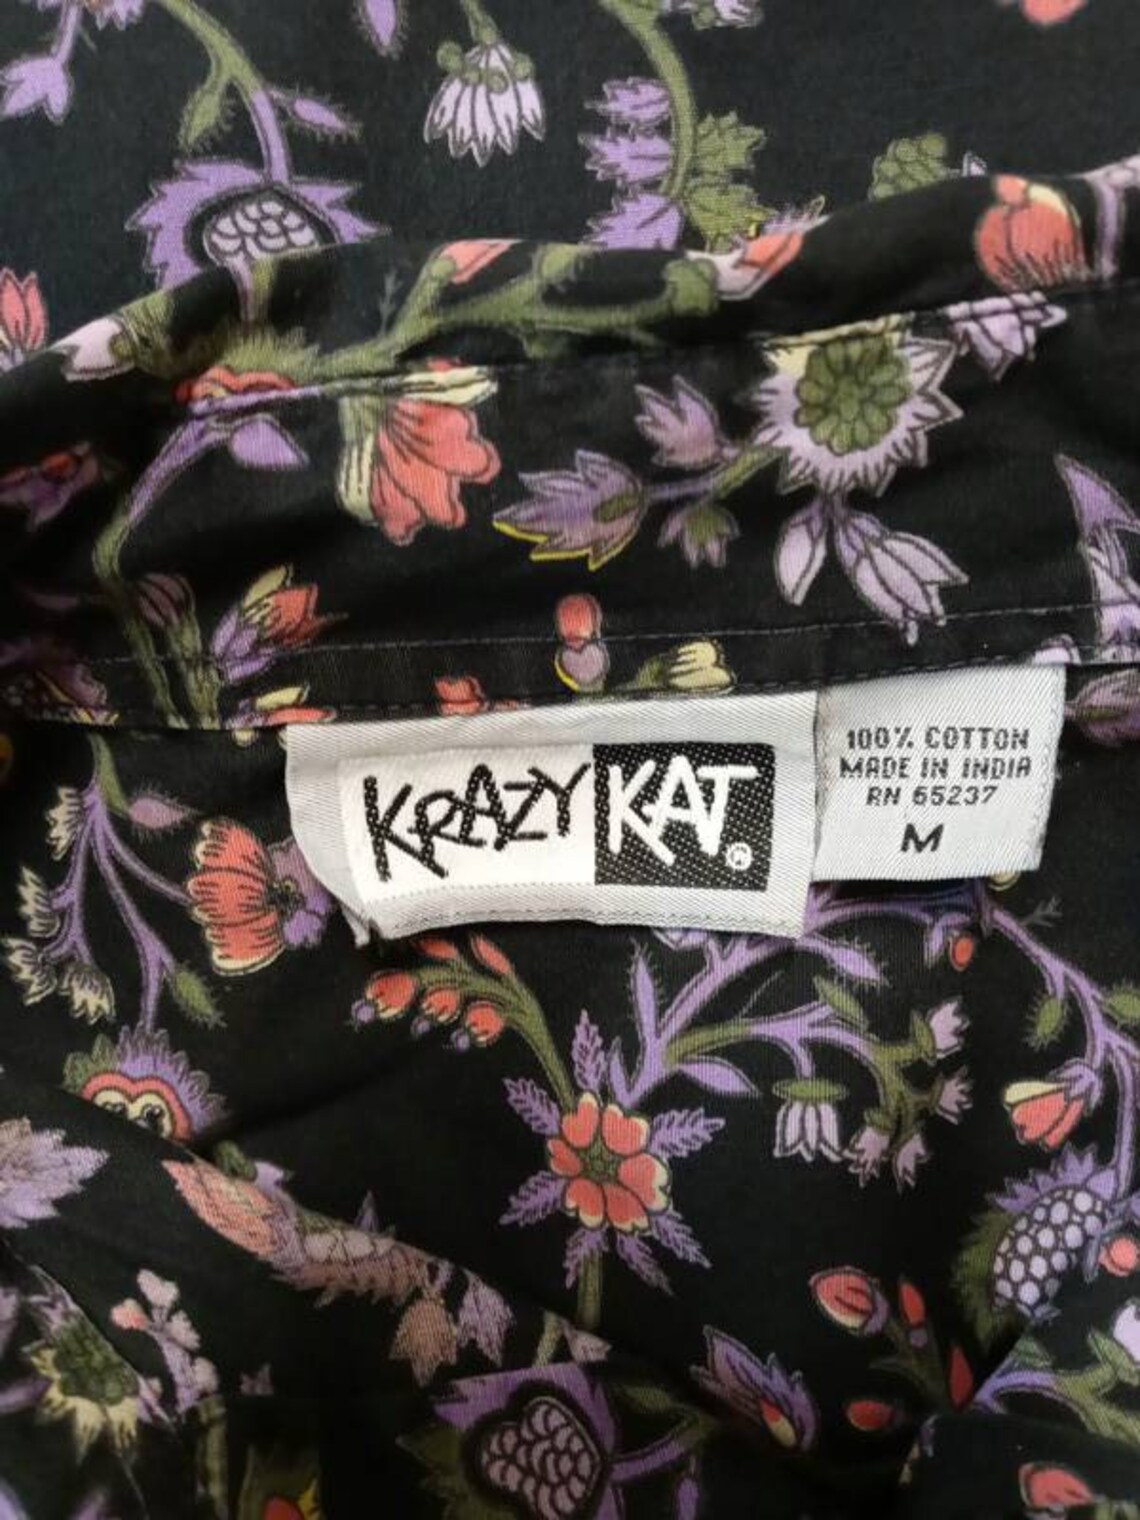 KRAZY KAT®
100% COTTON
MADE IN INDIA
RN 65237
M